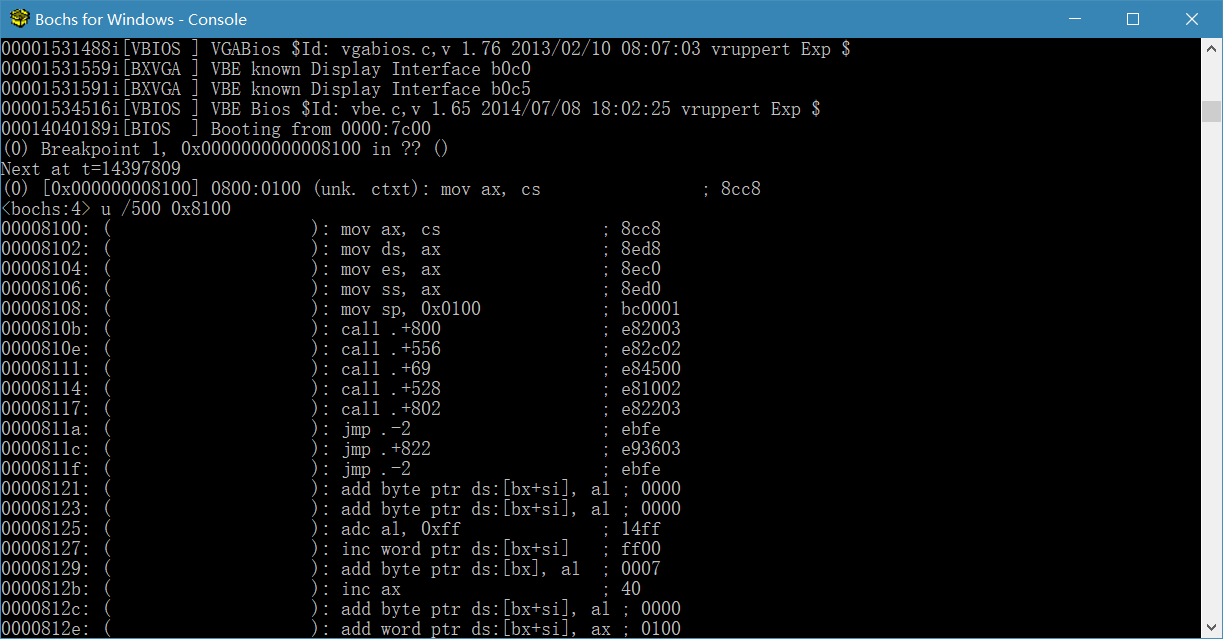 Bochs for Windows - Console
00001531488i[VBIOS ] VGABios $Id: vgabios.c,v 1.76 2013/02/10 08:07:03 vruppert Exp $
00001531559i[BXVGA ] VBE known Display Interface b0c0
00001531591i[BXVGA ] VBE known Display Interface b0c5
00001534516i[VBIOS ] VBE Bios $Id: vbe.c,v 1.65 2014/07/08 18:02:25 vruppert Exp $
00014040189i[BIOS  ] Booting from 0000:7c00
(0) Breakpoint 1, 0x0000000000008100 in ?? ()
Next at t=14397809
(0) [0x000000008100] 0800:0100 (unk. ctxt): mov ax, cs                ; 8cc8
<bochs:4> u /500 0x8100
00008100: (                    ): mov ax, cs                ; 8cc8
00008102: (                    ): mov ds, ax                ; 8ed8
00008104: (                    ): mov es, ax                ; 8ec0
00008106: (                    ): mov ss, ax                ; 8ed0
00008108: (                    ): mov sp, 0x0100            ; bc0001
0000810b: (                    ): call .+800                ; e82003
0000810e: (                    ): call .+556                ; e82c02
00008111: (                    ): call .+69                 ; e84500
00008114: (                    ): call .+528                ; e81002
00008117: (                    ): call .+802                ; e82203
0000811a: (                    ): jmp .-2                   ; ebfe
0000811c: (                    ): jmp .+822                 ; e93603
0000811f: (                    ): jmp .-2                   ; ebfe
00008121: (                    ): add byte ptr ds:[bx+si], al ; 0000
00008123: (                    ): add byte ptr ds:[bx+si], al ; 0000
00008125: (                    ): adc al, 0xff              ; 14ff
00008127: (                    ): inc word ptr ds:[bx+si]   ; ff00
00008129: (                    ): add byte ptr ds:[bx], al  ; 0007
0000812b: (                    ): inc ax                    ; 40
0000812c: (                    ): add byte ptr ds:[bx+si], al ; 0000
0000812e: (                    ): add word ptr ds:[bx+si], ax ; 0100